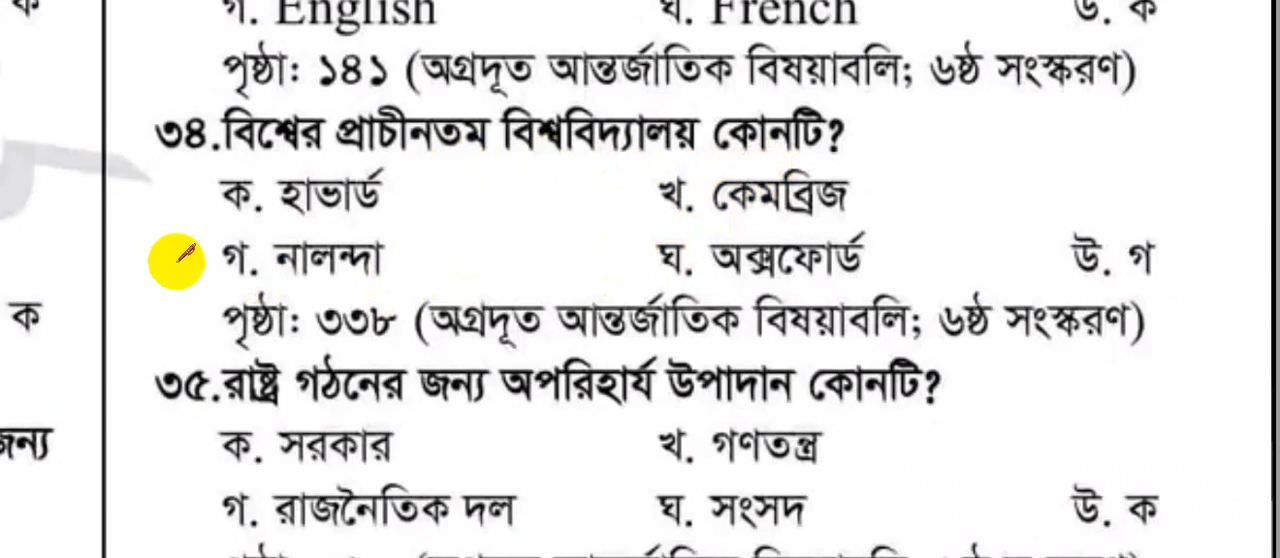 ক গ. English ঘ. French উ. ক
পৃষ্ঠা: ১৪১ (অগ্রদূত আন্তর্জাতিক বিষয়াবলি; ৬ষ্ঠ সংস্করণ)
৩৪.বিশ্বের প্রাচীনতম বিশ্ববিদ্যালয় কোনটি?
ক. হাভার্ড খ. কেমব্রিজ
গ. নালন্দা ঘ. অক্সফোর্ড উ. গ
ক
পৃষ্ঠা: ৩৩৮ (অগ্রদূত আন্তর্জাতিক বিষয়াবলি; ৬ষ্ঠ সংস্করণ)
৩৫.রাষ্ট্র গঠনের জন্য অপরিহার্য উপাদান কোনটি?
ক. সরকার খ. গণতন্ত্র
জন্য
গ. রাজনৈতিক দল ঘ. সংসদ উ. ক